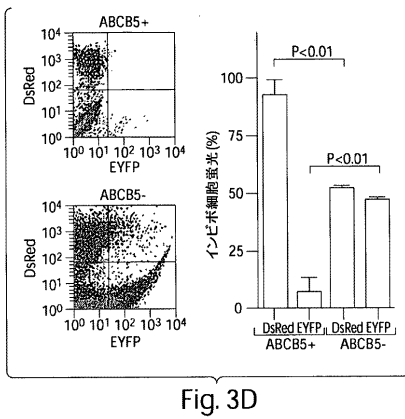 ABCB5+
DsRed
10⁴
10³
10²
10¹
10⁰
10⁰ 10¹ 10² 10³ 10⁴
EYFP
ABCB5-
DsRed
10⁴
10³
10²
10¹
10⁰
10⁰ 10¹ 10² 10³ 10⁴
EYFP
インビボ細胞蛍光(%)
100
75
50
25
0
P<0.01
P<0.01
DsRed EYFP DsRed EYFP
ABCB5+ ABCB5-
Fig. 3D